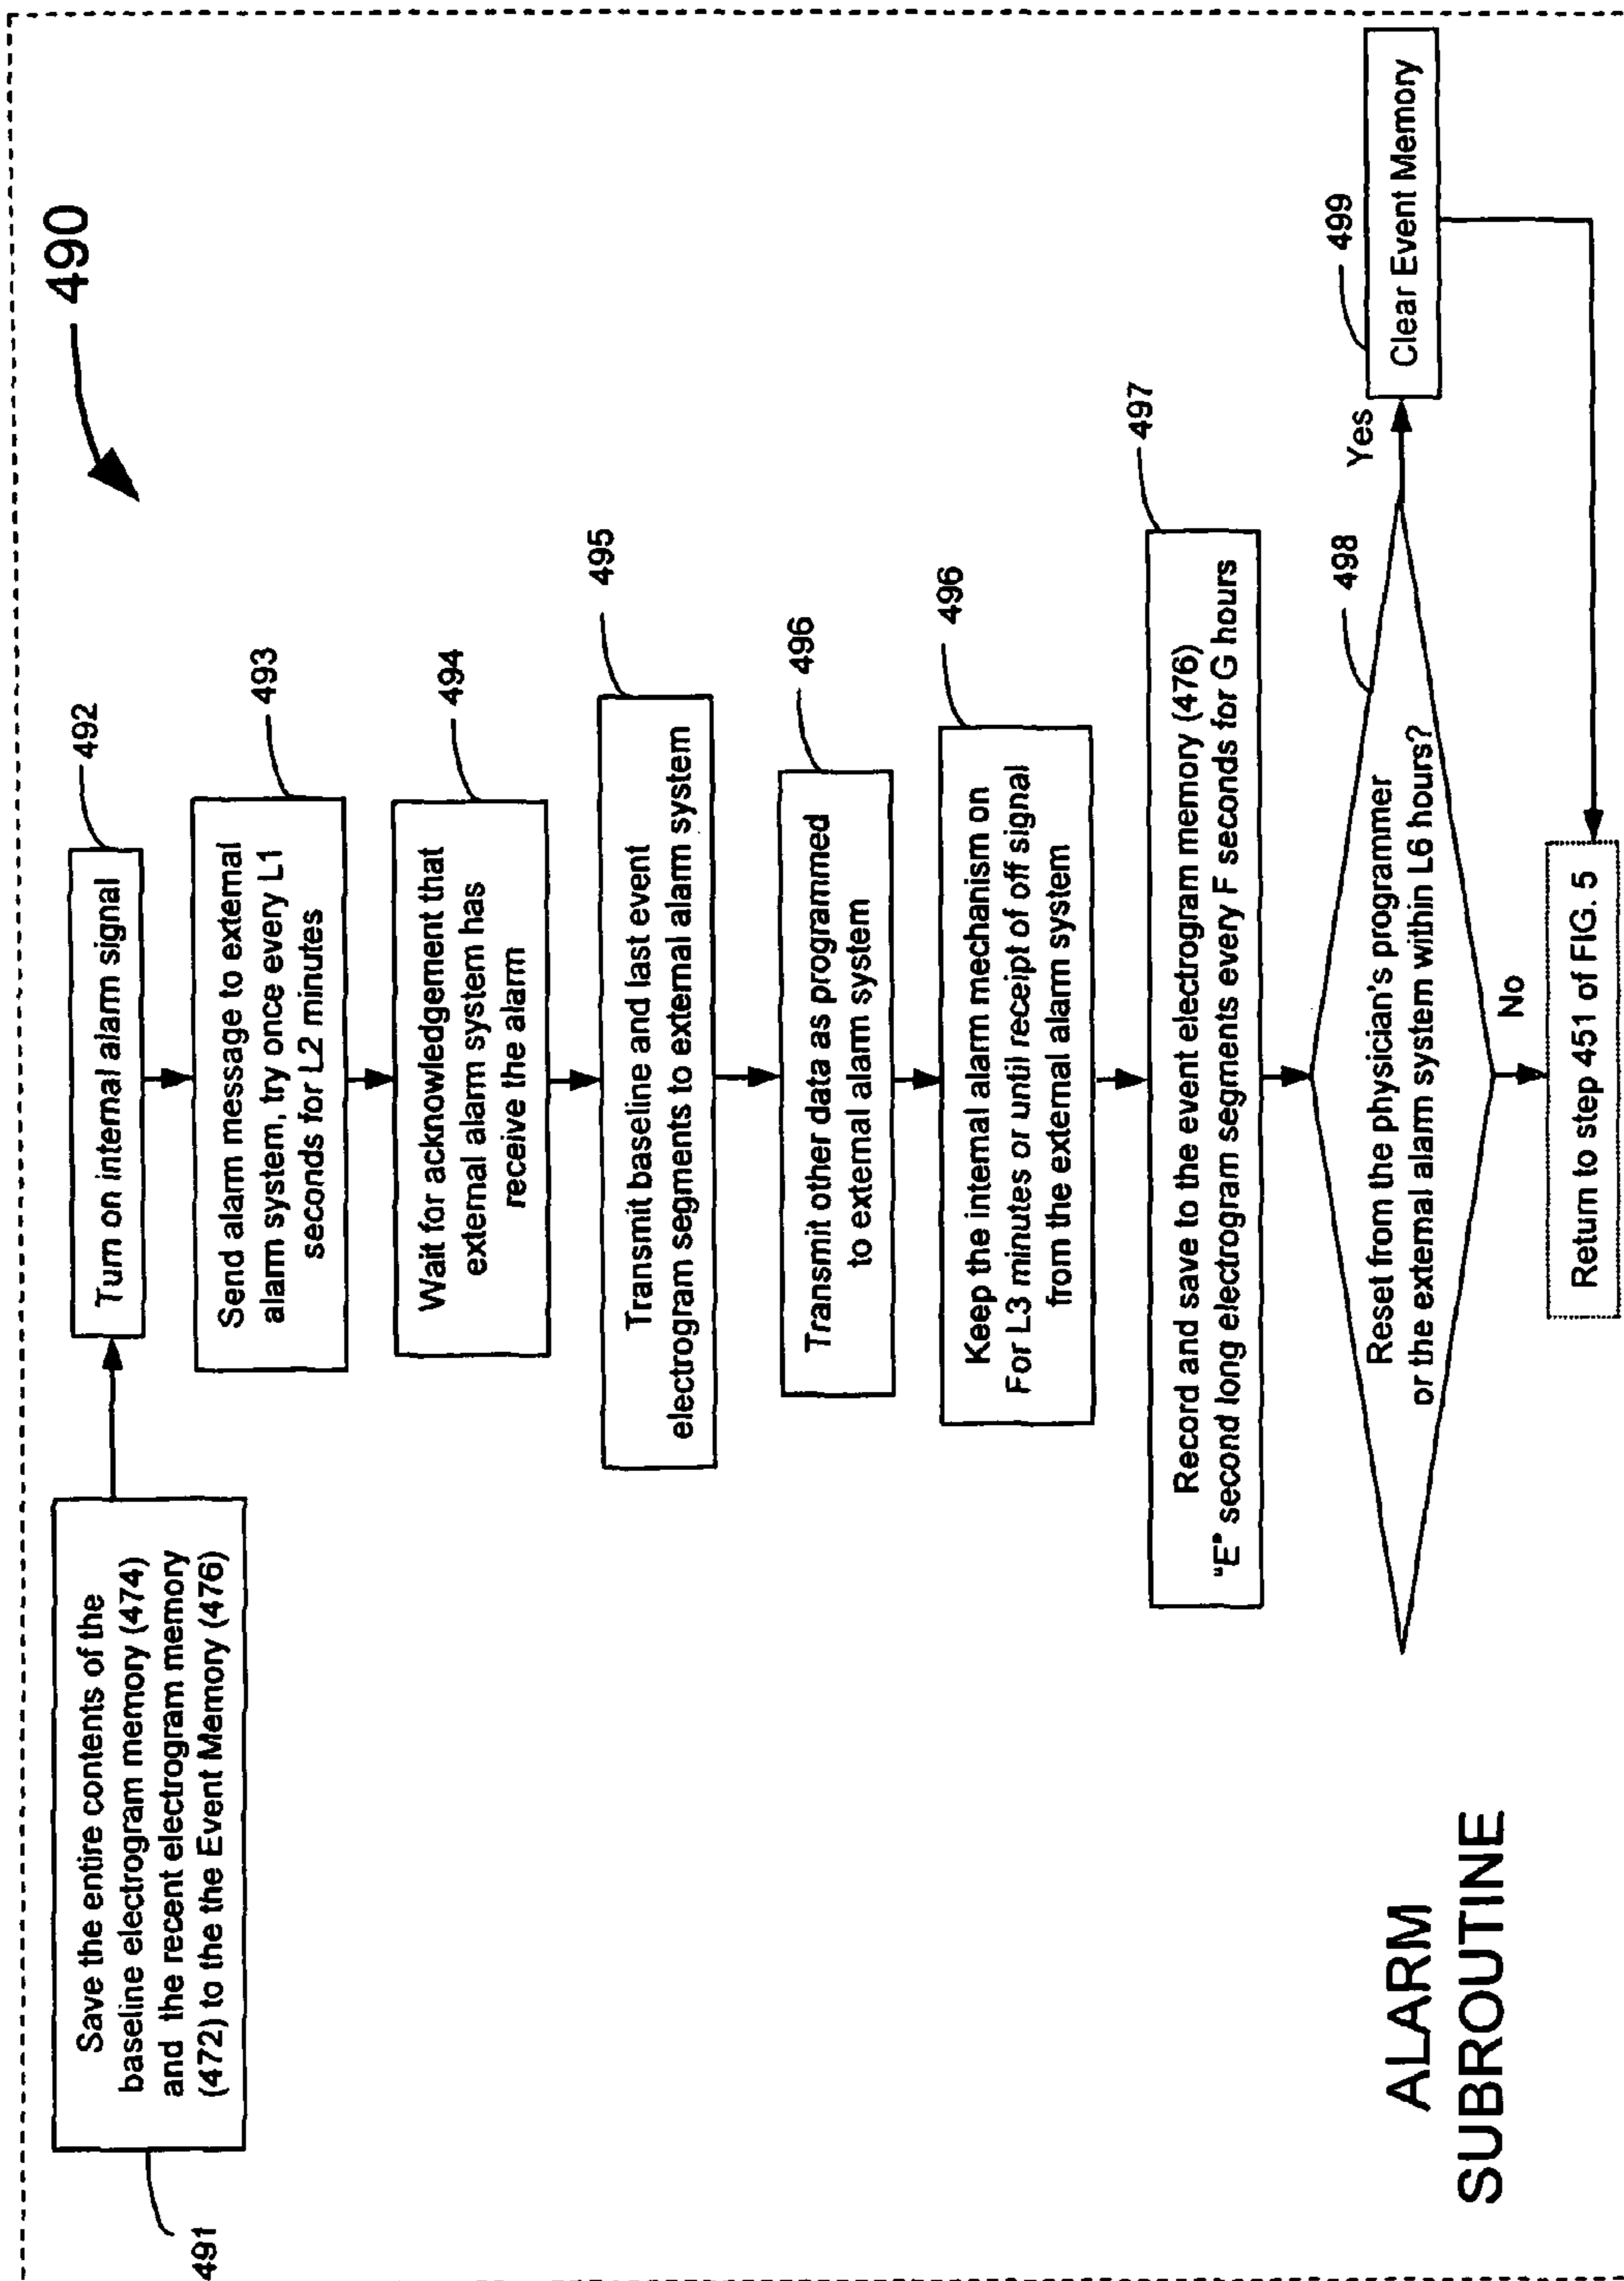 490
491
Save the entire contents of the
baseline electrogram memory (474)
and the recent electrogram memory
(472) to the the Event Memory (476)
492
Turn on internal alarm signal
493
Send alarm message to external
alarm system, try once every L1
seconds for L2 minutes
494
Wait for acknowledgement that
external alarm system has
receive the alarm
495
Transmit baseline and last event
electrogram segments to external alarm system
496
Transmit other data as programmed
to external alarm system
496
Keep the internal alarm mechanism on
For L3 minutes or until receipt of off signal
from the external alarm system
497
Record and save to the event electrogram memory (476)
"E" second long electrogram segments every F seconds for G hours
498
Reset from the physician's programmer
or the external alarm system within L6 hours?
Yes
499
Clear Event Memory
No
Return to step 451 of FIG. 5
ALARM
SUBROUTINE